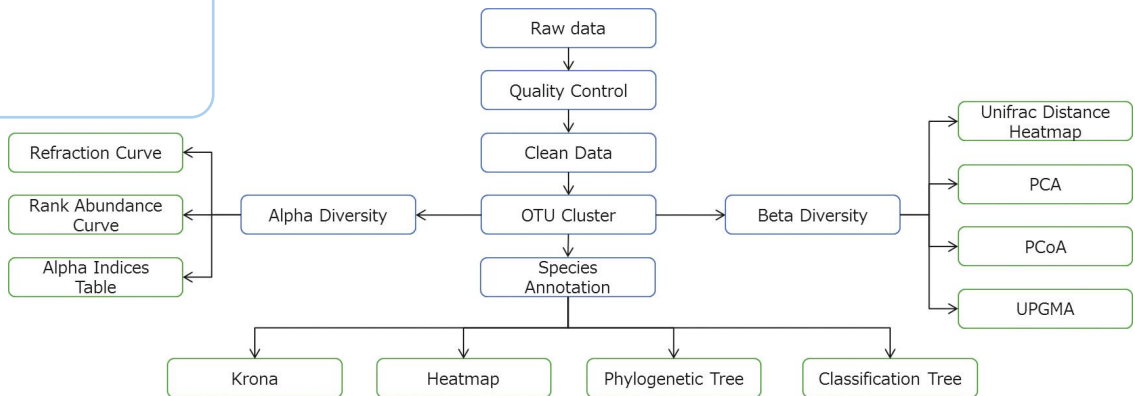 Raw data
Quality Control
Clean Data
OTU Cluster
Alpha Diversity
Refraction Curve
Rank Abundance
Curve
Alpha Indices
Table
Beta Diversity
Unifrac Distance
Heatmap
PCA
PCoA
UPGMA
Species
Annotation
Krona
Heatmap
Phylogenetic Tree
Classification Tree